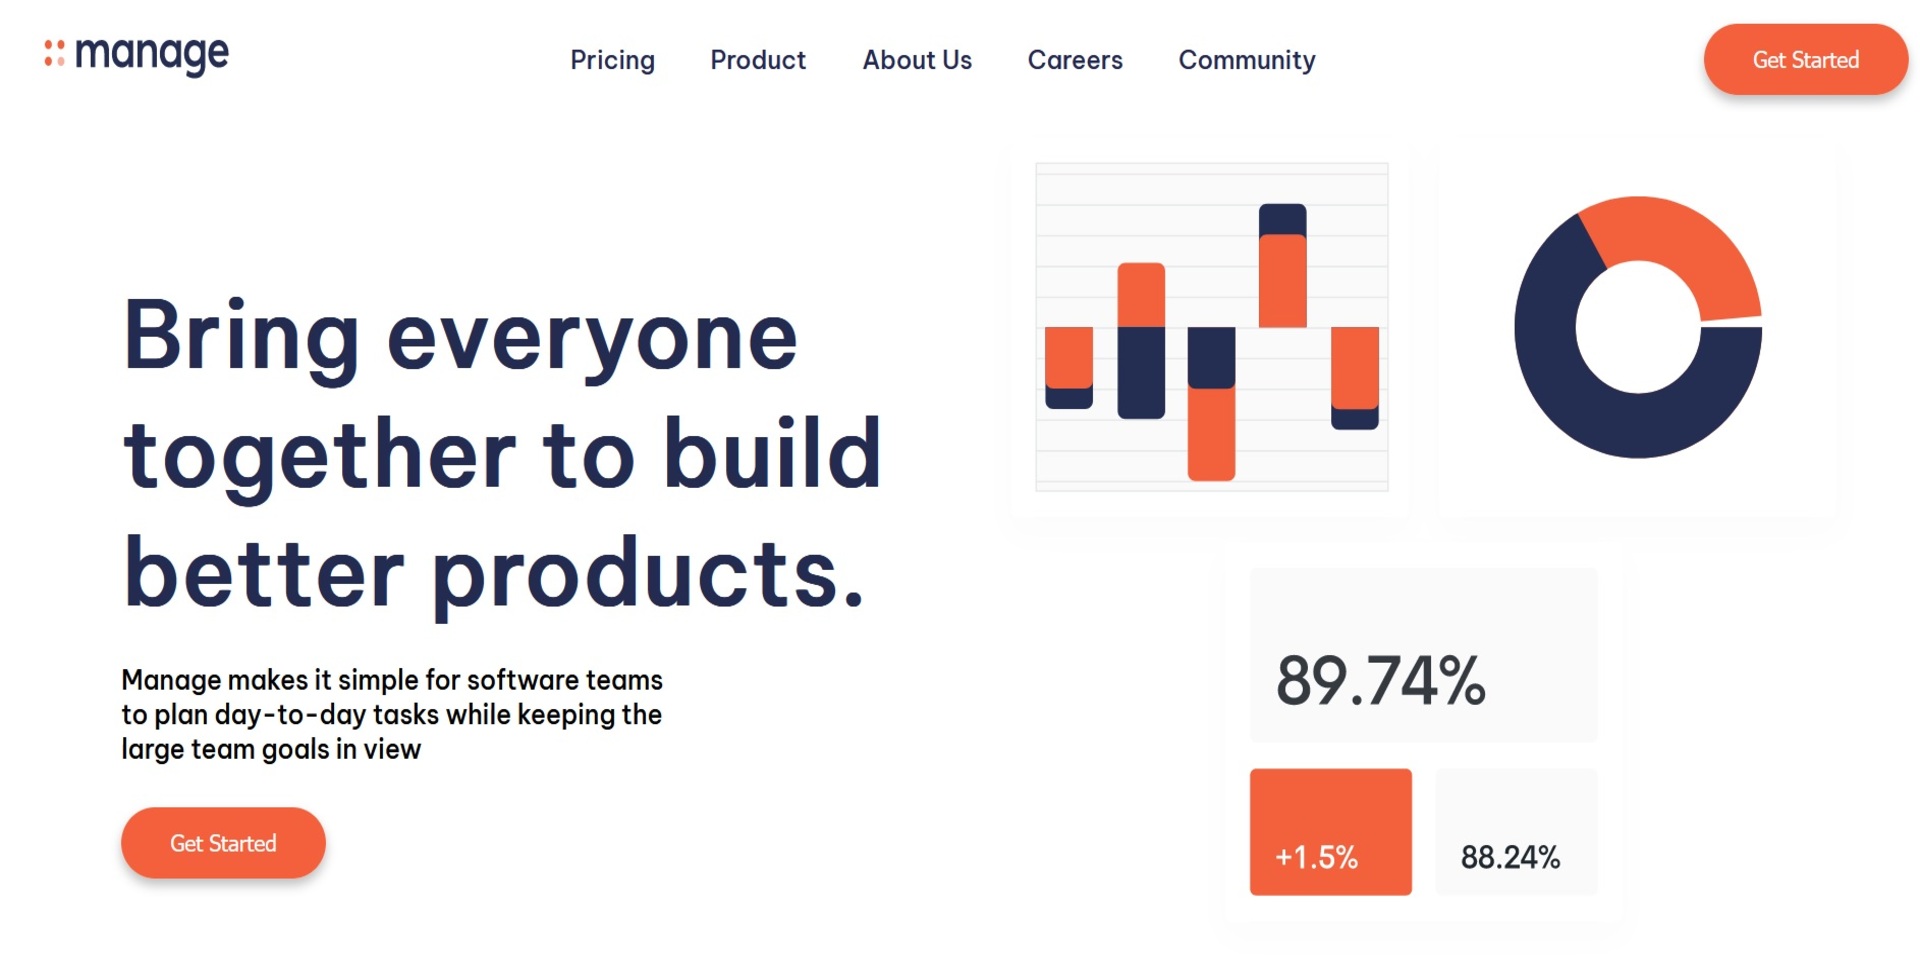 manage
Pricing
Product
About Us
Careers
Community
Get Started
Bring everyone
together to build
better products.
Manage makes it simple for software teams
to plan day-to-day tasks while keeping the
large team goals in view
Get Started
89.74%
+1.5%
88.24%